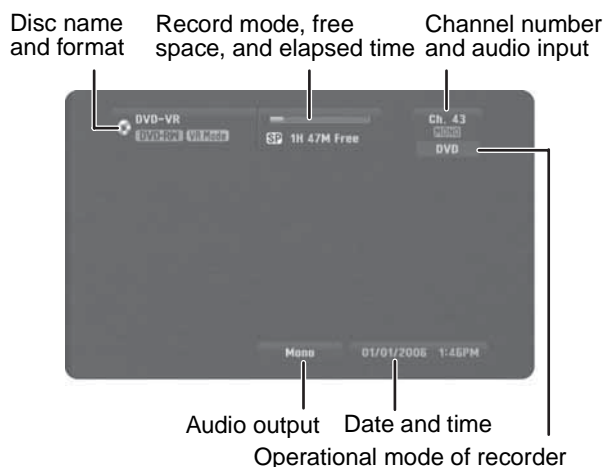 Disc name
and format
Record mode, free
space, and elapsed time
Channel number
and audio input
DVD-VR
DVD-RW VR Mode
SP 1H 47M Free
Ch. 43
MONO
DVD
Mono
01/01/2006 1:46PM
Audio output
Date and time
Operational mode of recorder